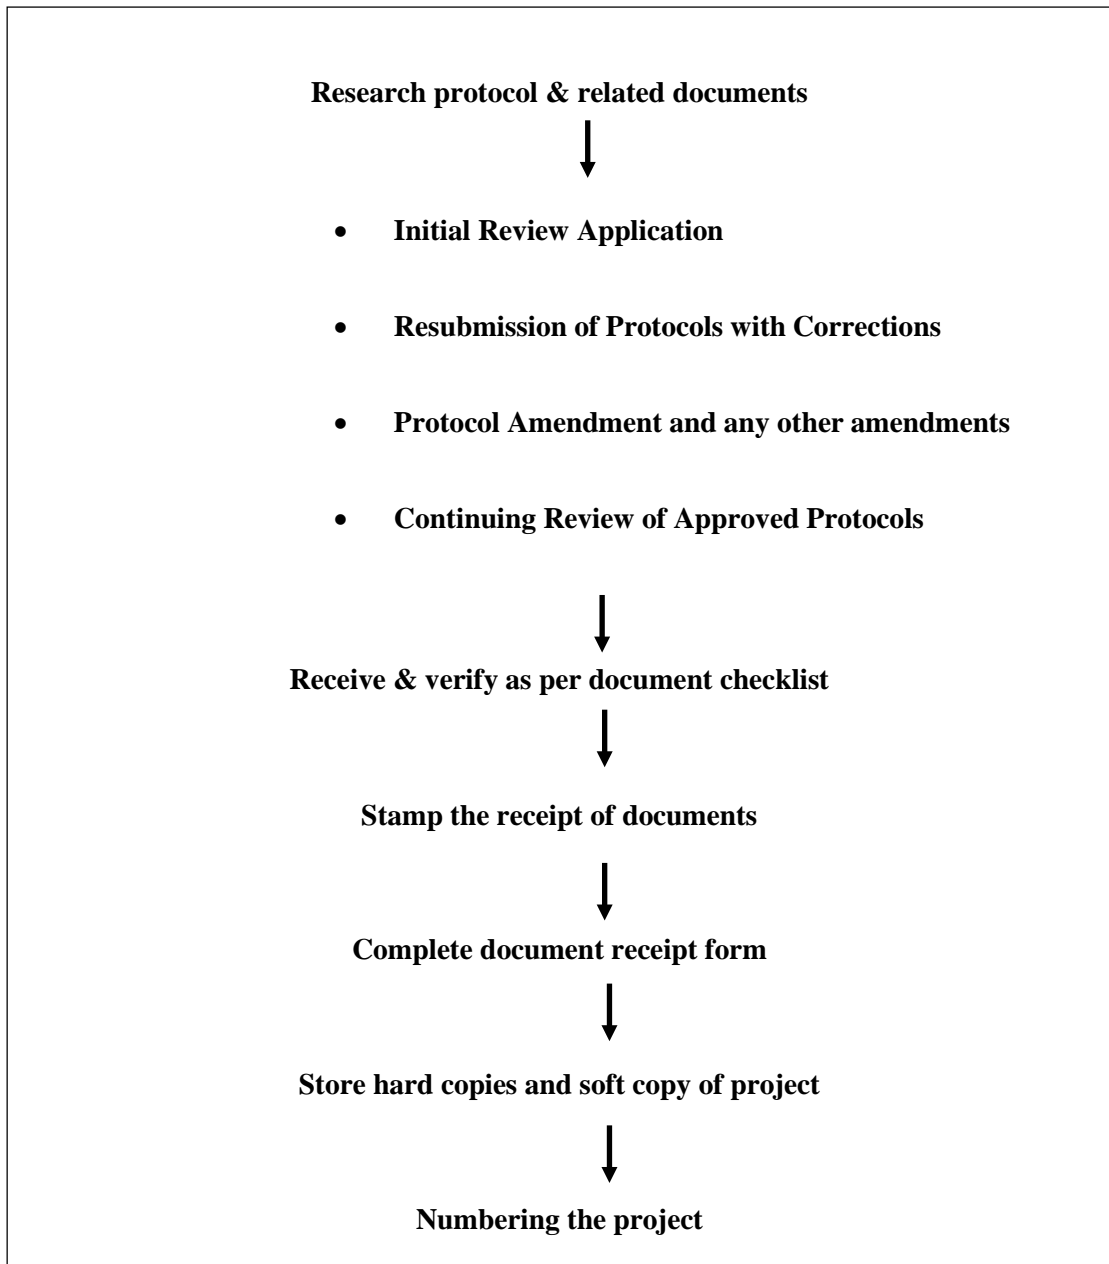 Research protocol & related documents
• Initial Review Application
• Resubmission of Protocols with Corrections
• Protocol Amendment and any other amendments
• Continuing Review of Approved Protocols
Receive & verify as per document checklist
Stamp the receipt of documents
Complete document receipt form
Store hard copies and soft copy of project
Numbering the project